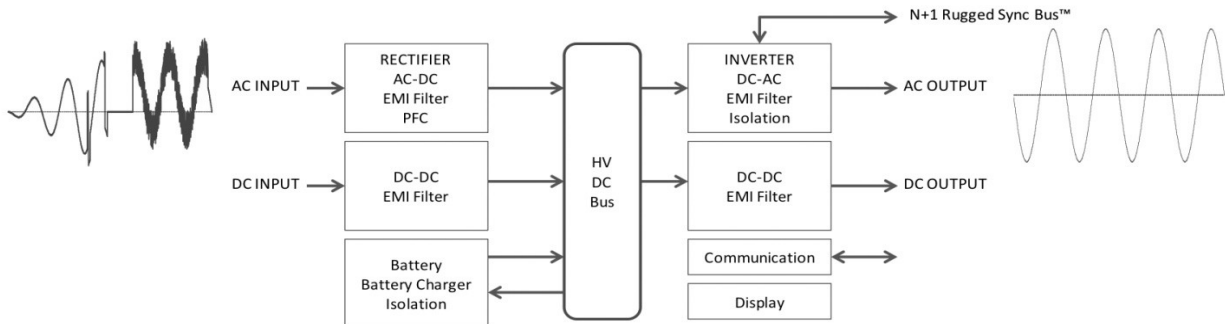 N+1 Rugged Sync Bus™
AC INPUT
RECTIFIER
AC-DC
EMI Filter
PFC
INVERTER
DC-AC
EMI Filter
Isolation
AC OUTPUT
HV
DC
Bus
DC INPUT
DC-DC
EMI Filter
DC-DC
EMI Filter
DC OUTPUT
Battery
Battery Charger
Isolation
Communication
Display